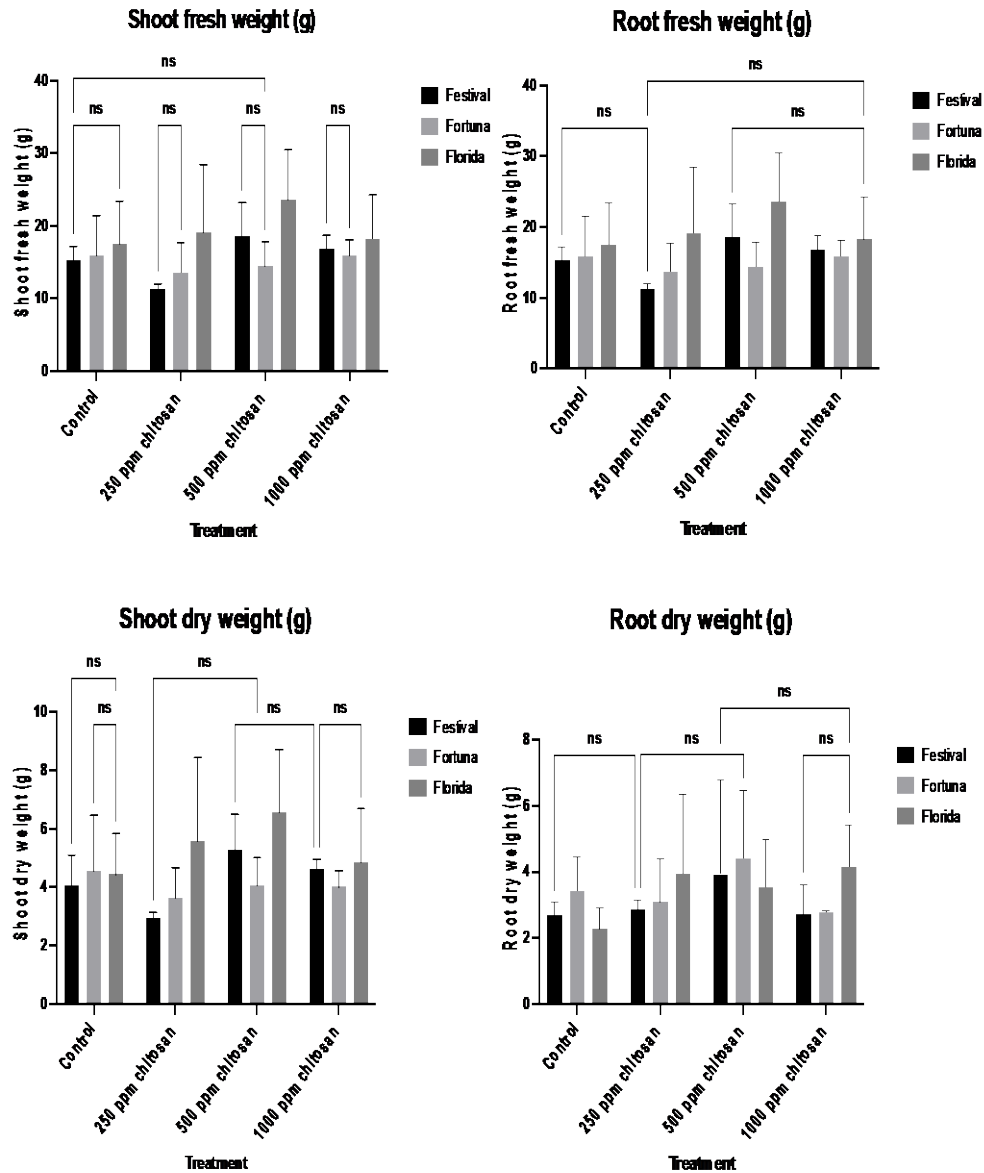 Shoot fresh weight (g)
ns
ns
ns
ns
ns
40
30
20
10
0
Shoot fresh weight (g)
Control
250 ppm chitosan
500 ppm chitosan
1000 ppm chitosan
Treatment
Festival
Fortuna
Florida
Root fresh weight (g)
ns
ns
ns
40
30
20
10
0
Root fresh weight (g)
Control
250 ppm chitosan
500 ppm chitosan
1000 ppm chitosan
Treatment
Festival
Fortuna
Florida
Shoot dry weight (g)
ns
ns
ns
ns
ns
10
8
6
4
2
0
Shoot dry weight (g)
Control
250 ppm chitosan
500 ppm chitosan
1000 ppm chitosan
Treatment
Festival
Fortuna
Florida
Root dry weight (g)
ns
ns
ns
ns
8
6
4
2
0
Root dry weight (g)
Control
250 ppm chitosan
500 ppm chitosan
1000 ppm chitosan
Treatment
Festival
Fortuna
Florida